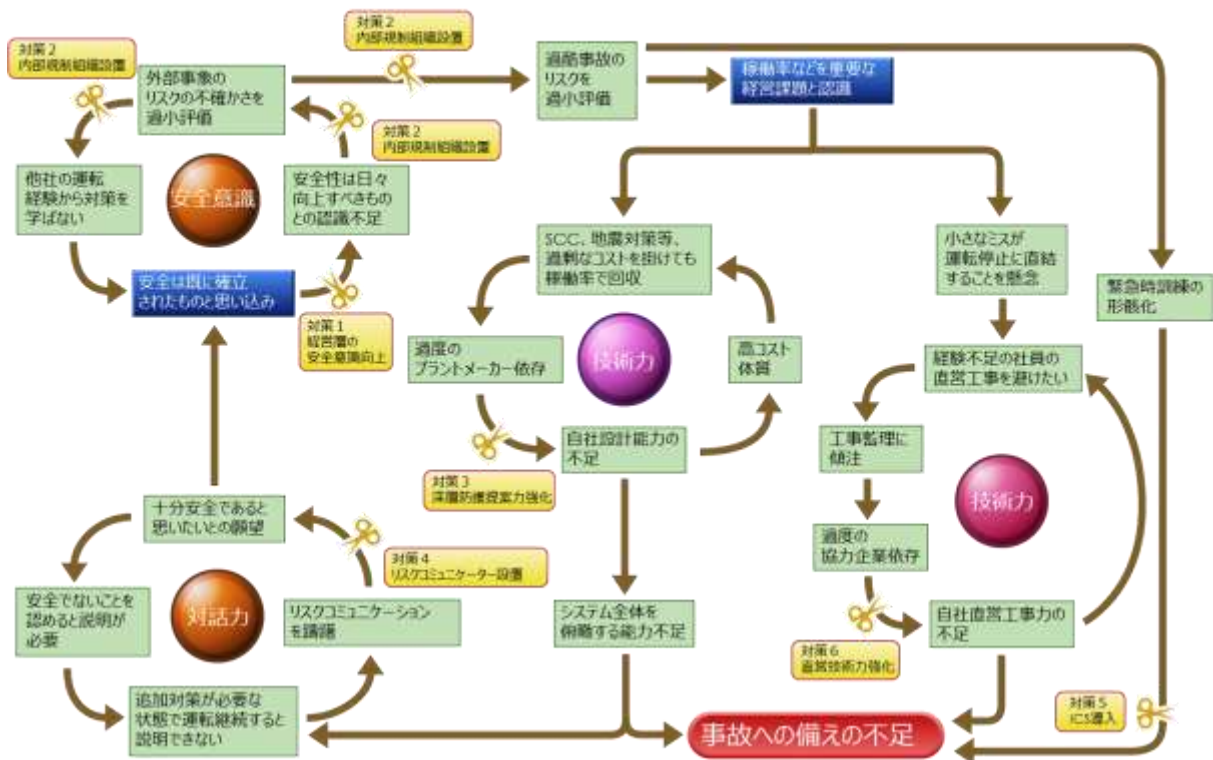 対策２
内部規制組織設置
対策２
内部規制組織設置
外部事象の
リスクの不確かさを
過小評価
過酷事故の
リスクを
過小評価
稼働率などを重要な
経営課題と認識
対策２
内部規制組織設置
他社の運転
経験から対策を
学ばない
安全意識
安全性は日々
向上すべきもの
との認識不足
SCC、地震対策等、
過剰なコストを掛けても
稼働率で回収
小さなミスが
運転停止に直結
することを懸念
緊急時訓練の
形骸化
安全は既に確立
されたものと思い込み
対策１
経営層の
安全意識向上
過度の
プラントメーカー依存
技術力
高コスト
体質
経験不足の社員の
直営工事を避けたい
自社設計能力の
不足
工事監理に
傾注
対策３
深層防護提案力強化
技術力
十分安全であると
思いたいとの願望
過度の
協力企業依存
対策４
リスクコミュニケーター設置
安全でないことを
認めると説明が
必要
対話力
リスクコミュニケーション
を躊躇
システム全体を
俯瞰する能力不足
自社直営工事力の
不足
対策６
直営技術力強化
追加対策が必要な
状態で運転継続すると
説明できない
事故への備えの不足
対策５
ICS導入